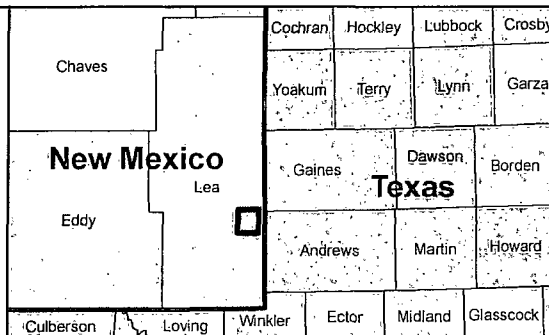 Cochran Hockley Lubbock Crosby
Chaves
Yoakum Terry Lynn Garza
New Mexico
Lea
Gaines Dawson Borden
Texas
Eddy
Andrews Martin Howard
Culberson Loving Winkler Ector Midland Glasscock